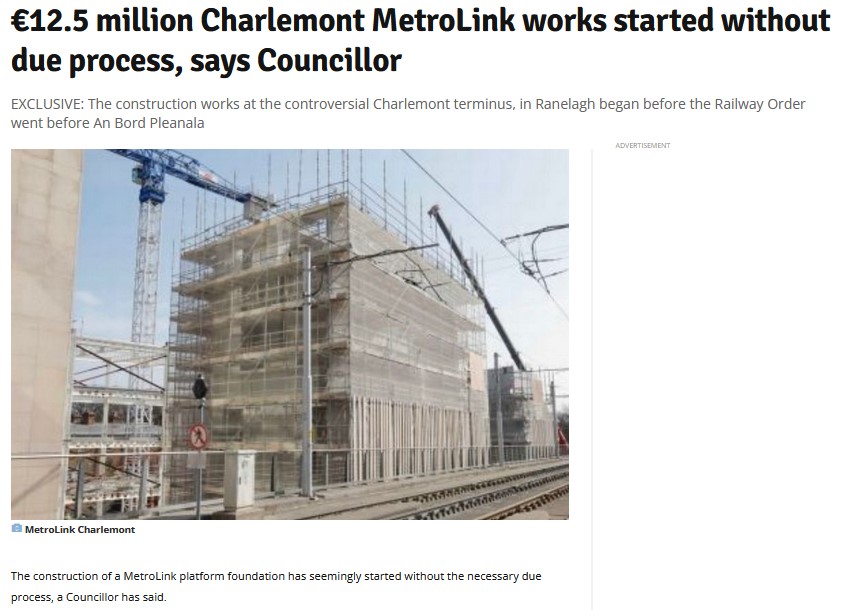 €12.5 million Charlemont MetroLink works started without
due process, says Councillor
EXCLUSIVE: The construction works at the controversial Charlemont terminus, in Ranelagh began before the Railway Order
went before An Bord Pleanala
ADVERTISEMENT
MetroLink Charlemont
The construction of a MetroLink platform foundation has seemingly started without the necessary due
process, a Councillor has said.